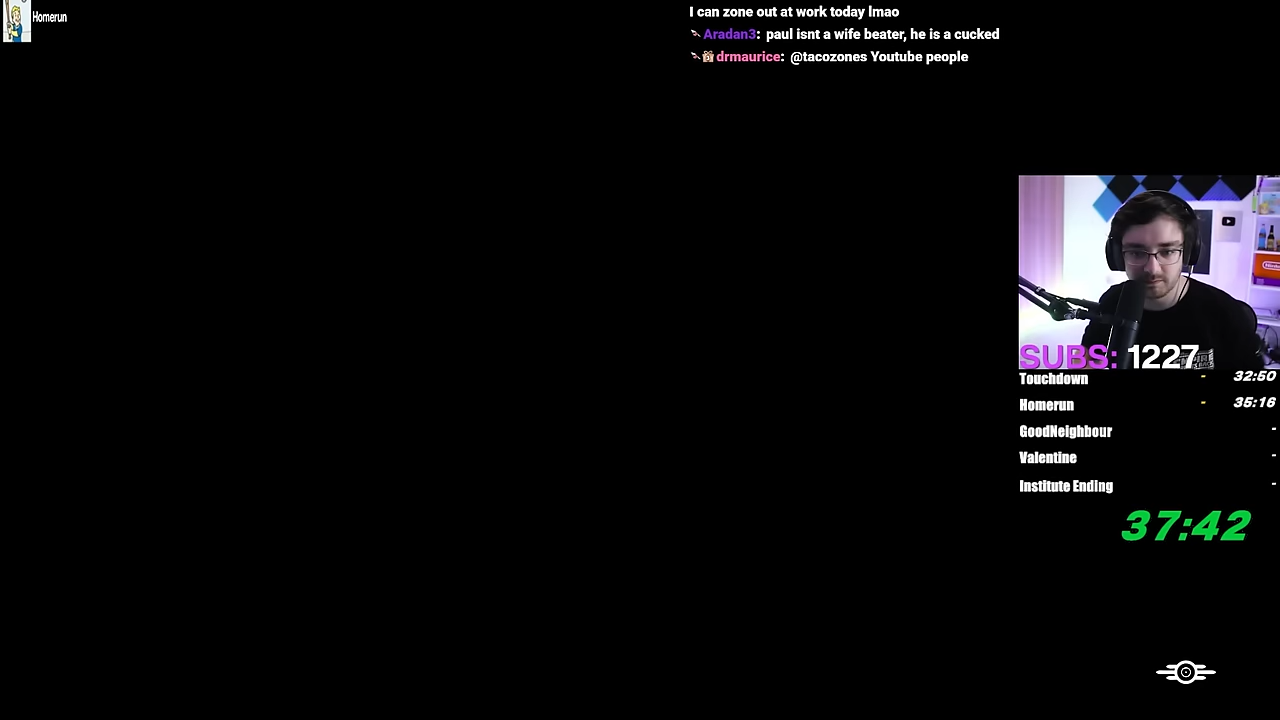 Homerun
I can zone out at work today lmao
Aradan3: paul isnt a wife beater, he is a cucked
drmaurice: @tacozones Youtube people
SUBS: 1227
Touchdown - 32:50
Homerun - 35:16
GoodNeighbour -
Valentine -
Institute Ending -
37:42